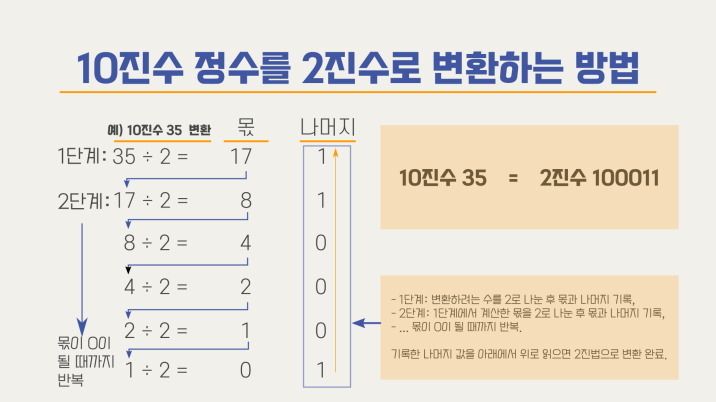 10진수 정수를 2진수로 변환하는 방법
예) 10진수 35 변환 몫 나머지
1단계: 35 ÷ 2 = 17 1
2단계: 17 ÷ 2 = 8 1
8 ÷ 2 = 4 0
4 ÷ 2 = 2 0
2 ÷ 2 = 1 0
1 ÷ 2 = 0 1
몫이 0이
될 때까지
반복
10진수 35 = 2진수 100011
- 1단계: 변환하려는 수를 2로 나눈 후 몫과 나머지 기록,
- 2단계: 1단계에서 계산한 몫을 2로 나눈 후 몫과 나머지 기록,
- ... 몫이 0이 될 때까지 반복.
기록한 나머지 값을 아래에서 위로 읽으면 2진법으로 변환 완료.